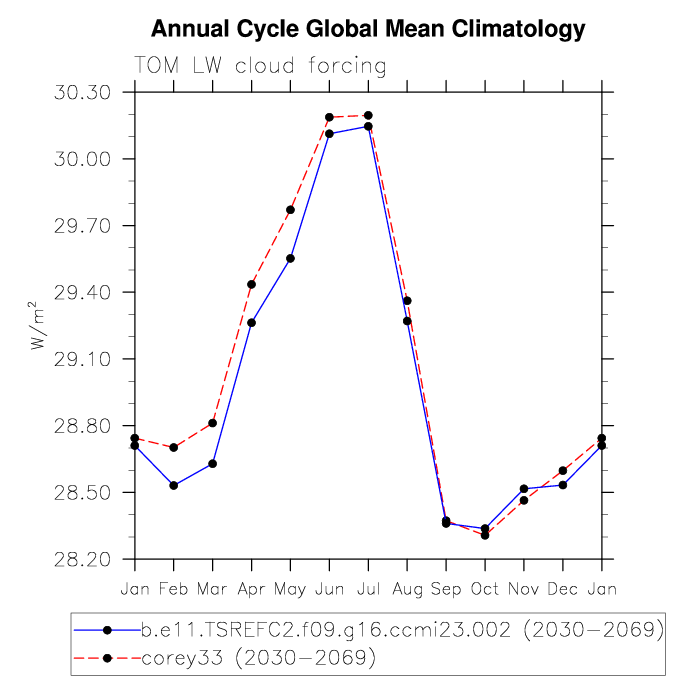 Annual Cycle Global Mean Climatology
TOM LW cloud forcing
30.30
30.00
29.70
29.40
29.10
28.80
28.50
28.20
W/m²
Jan Feb Mar Apr May Jun Jul Aug Sep Oct Nov Dec Jan
b.e11.TSREFC2.f09.g16.ccmi23.002 (2030−2069)
corey33 (2030−2069)